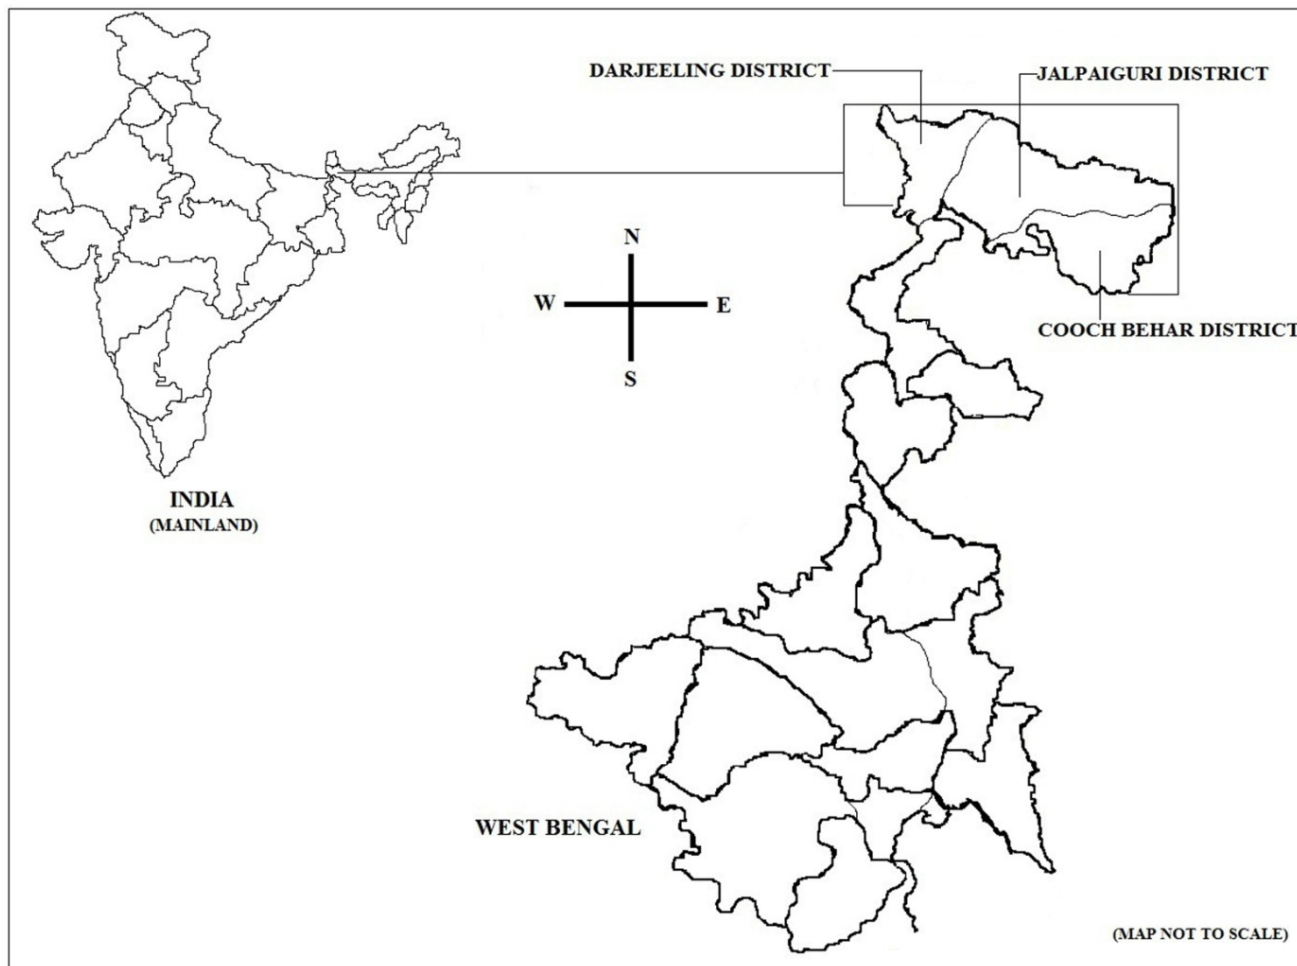 DARJEELING DISTRICT
JALPAIGURI DISTRICT
N
W
E
S
COOCH BEHAR DISTRICT
INDIA
(MAINLAND)
WEST BENGAL
(MAP NOT TO SCALE)